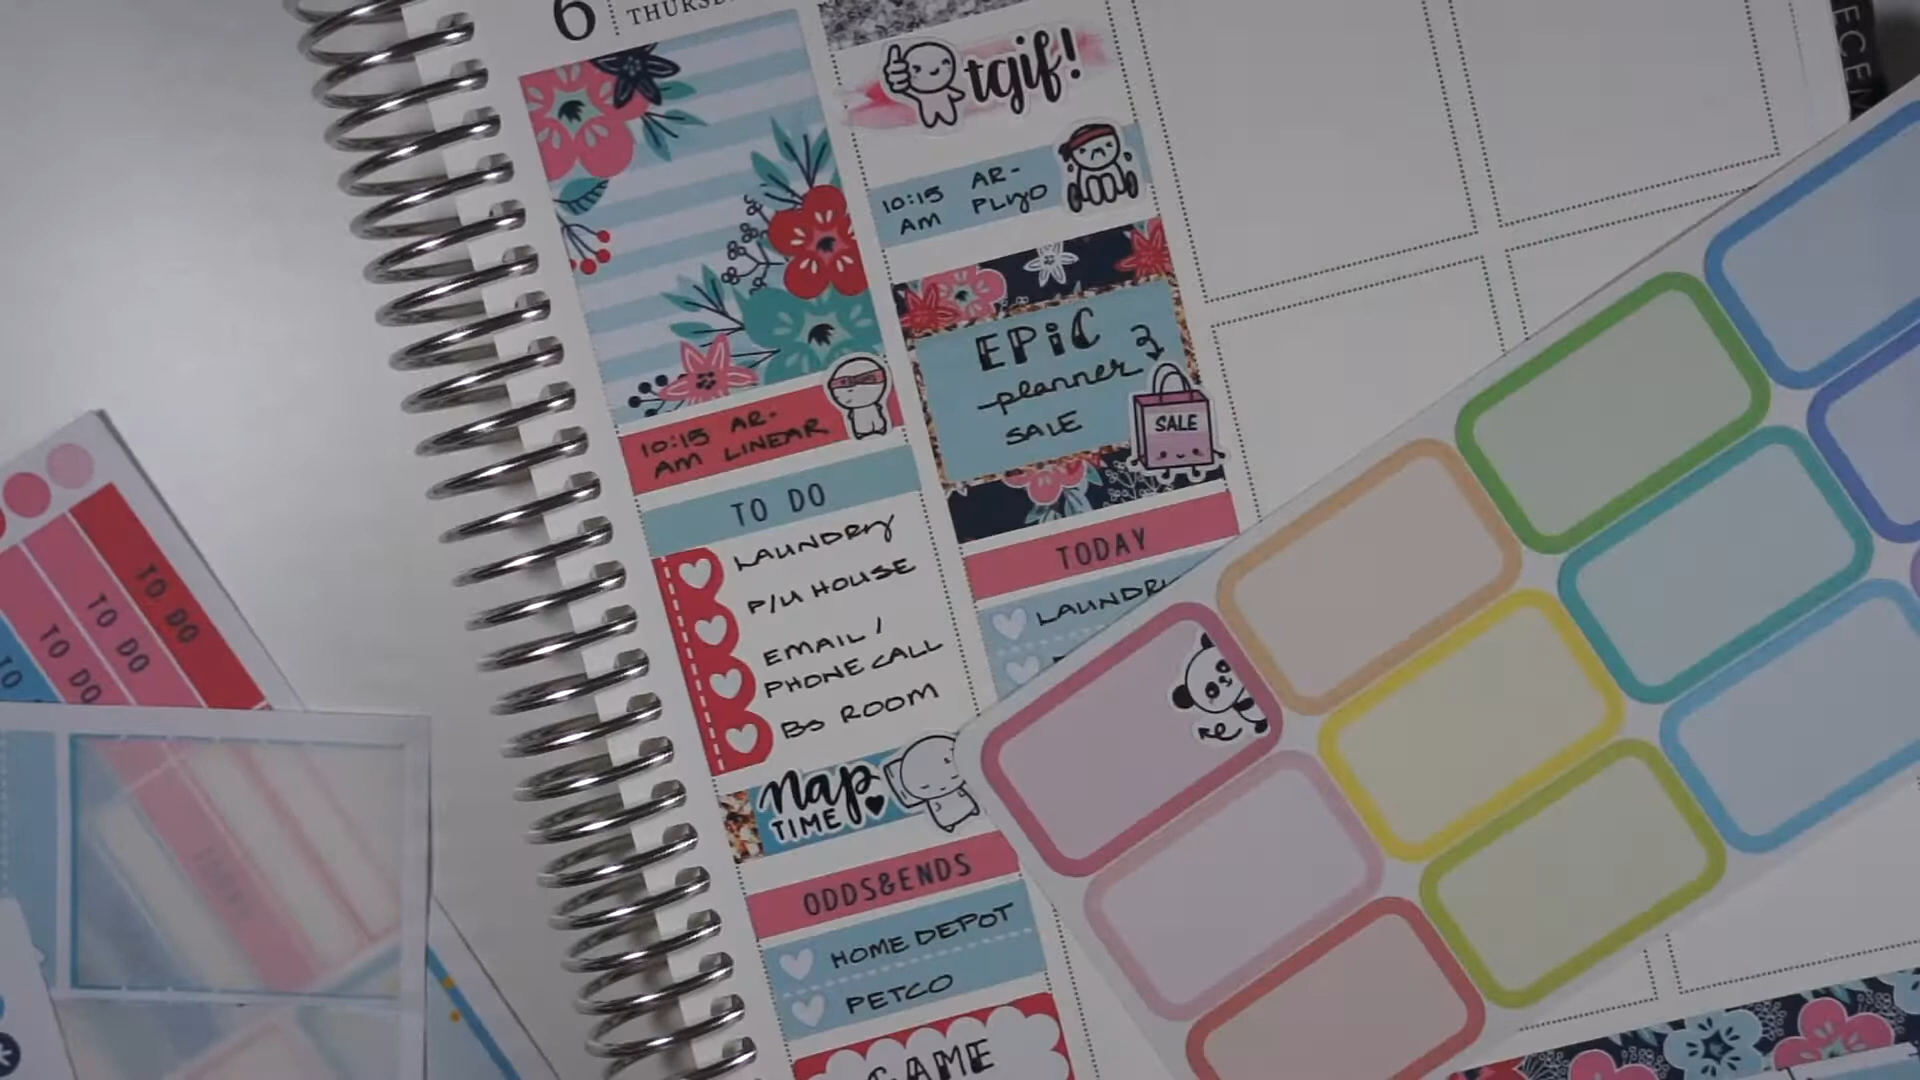 6
tgif!
10:15 AR-
AM PLYO
EPIC
planner
SALE
SALE
10:15 AR-
AM LINEAR
TO DO
LAUNDRY
P/U HOUSE
EMAIL/
PHONE CALL
B's ROOM
nap
TIME
ODDS&ENDS
HOME DEPOT
PETCO
GAME
TODAY
TO DO
TO DO
TO DO